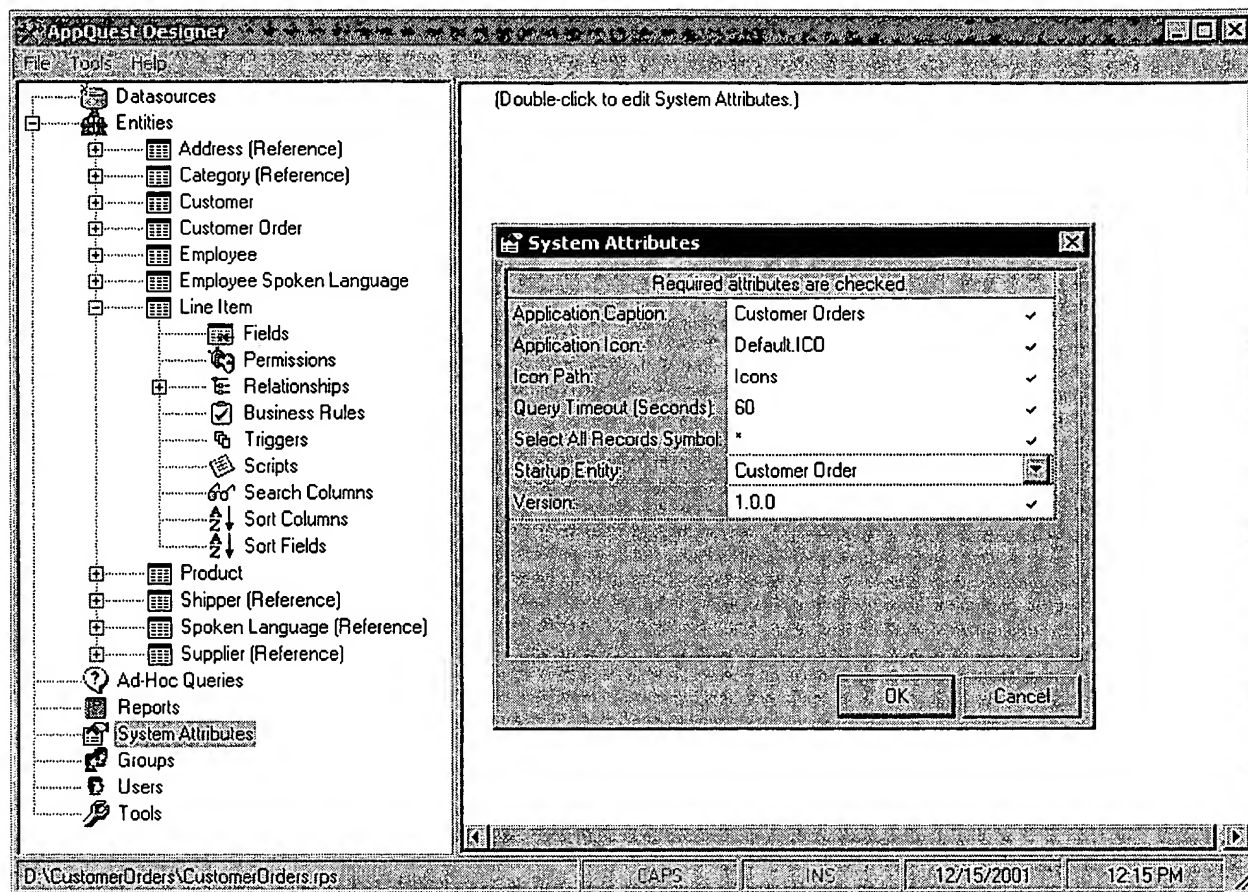 AppQuest Designer
File Tools Help
Datasources
Entities
Address (Reference)
Category (Reference)
Customer
Customer Order
Employee
Employee Spoken Language
Line Item
Fields
Permissions
Relationships
Business Rules
Triggers
Scripts
Search Columns
Sort Columns
Sort Fields
Product
Shipper (Reference)
Spoken Language (Reference)
Supplier (Reference)
Ad-Hoc Queries
Reports
System Attributes
Groups
Users
Tools
(Double-click to edit System Attributes.)
System Attributes
Required attributes are checked
Application Caption: Customer Orders
Application Icon: Default.ICO
Icon Path: Icons
Query Timeout (Seconds): 60
Select All Records Symbol: *
Startup Entity: Customer Order
Version: 1.0.0
OK Cancel
D:\CustomerOrders\CustomerOrders.rps CAPS INS 12/15/2001 12:15 PM